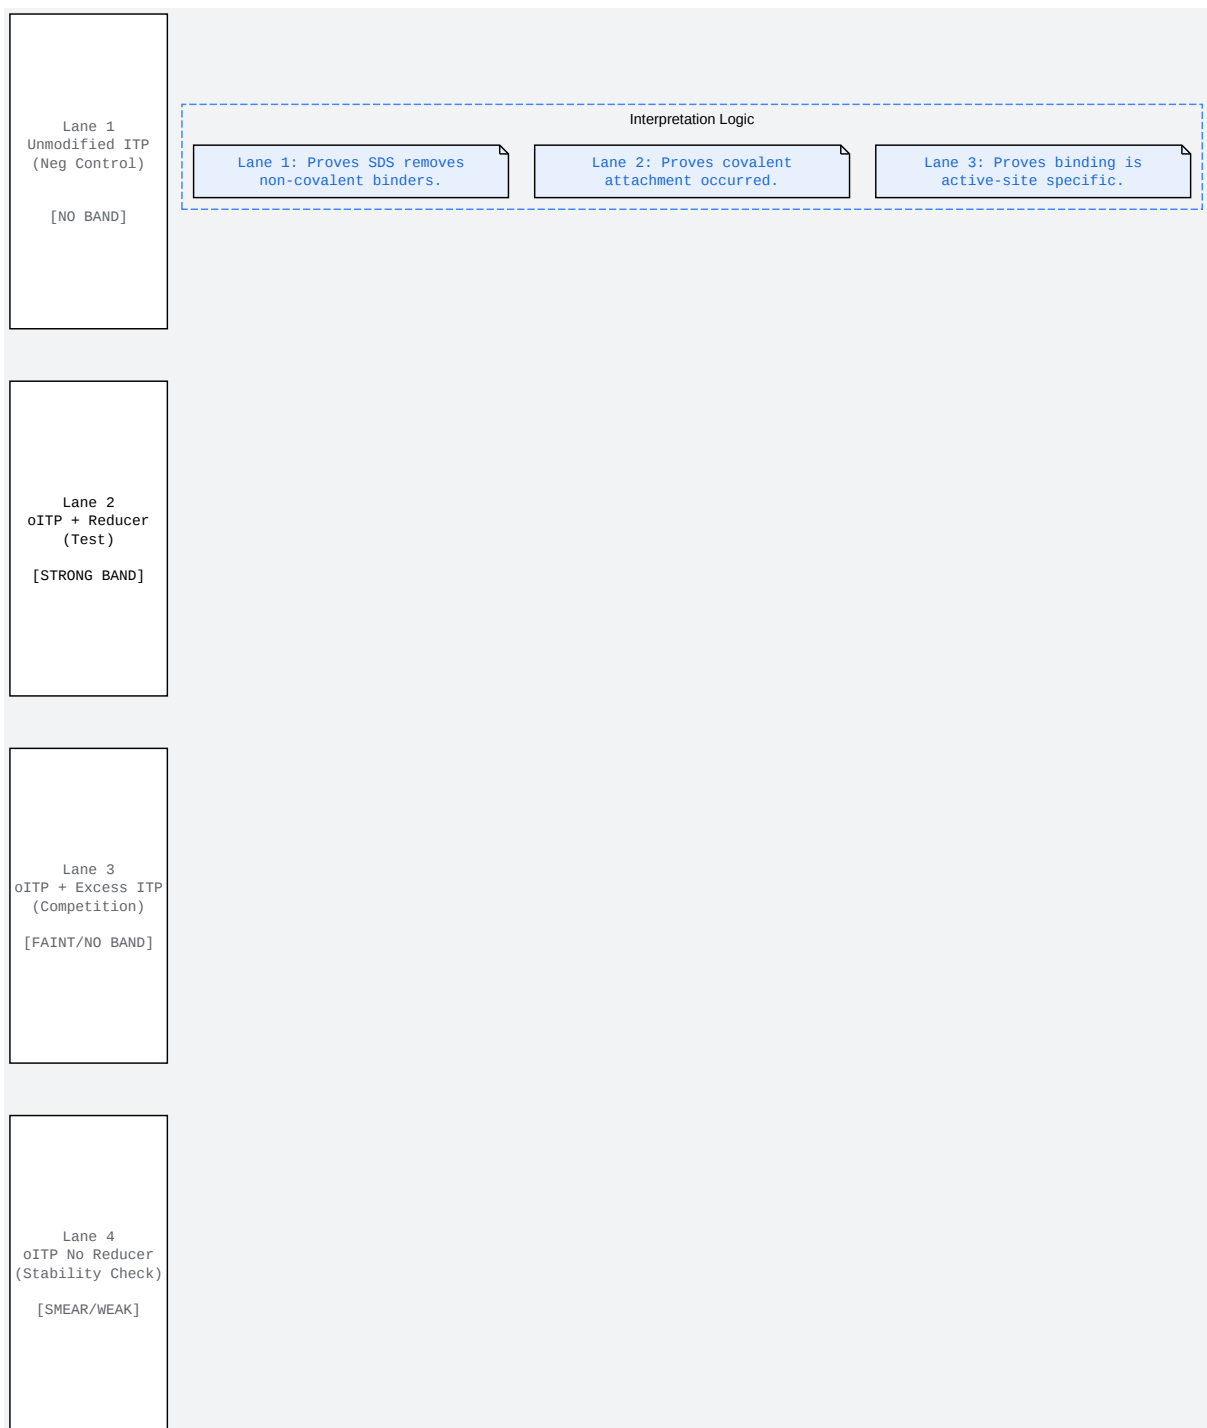 Lane 1
Unmodified ITP
(Neg Control)
[NO BAND]
Interpretation Logic
Lane 1: Proves SDS removes
non-covalent binders.
Lane 2: Proves covalent
attachment occurred.
Lane 3: Proves binding is
active-site specific.
Lane 2
oITP + Reducer
(Test)
[STRONG BAND]
Lane 3
oITP + Excess ITP
(Competition)
[FAINT/NO BAND]
Lane 4
oITP No Reducer
(Stability Check)
[SMEAR/WEAK]